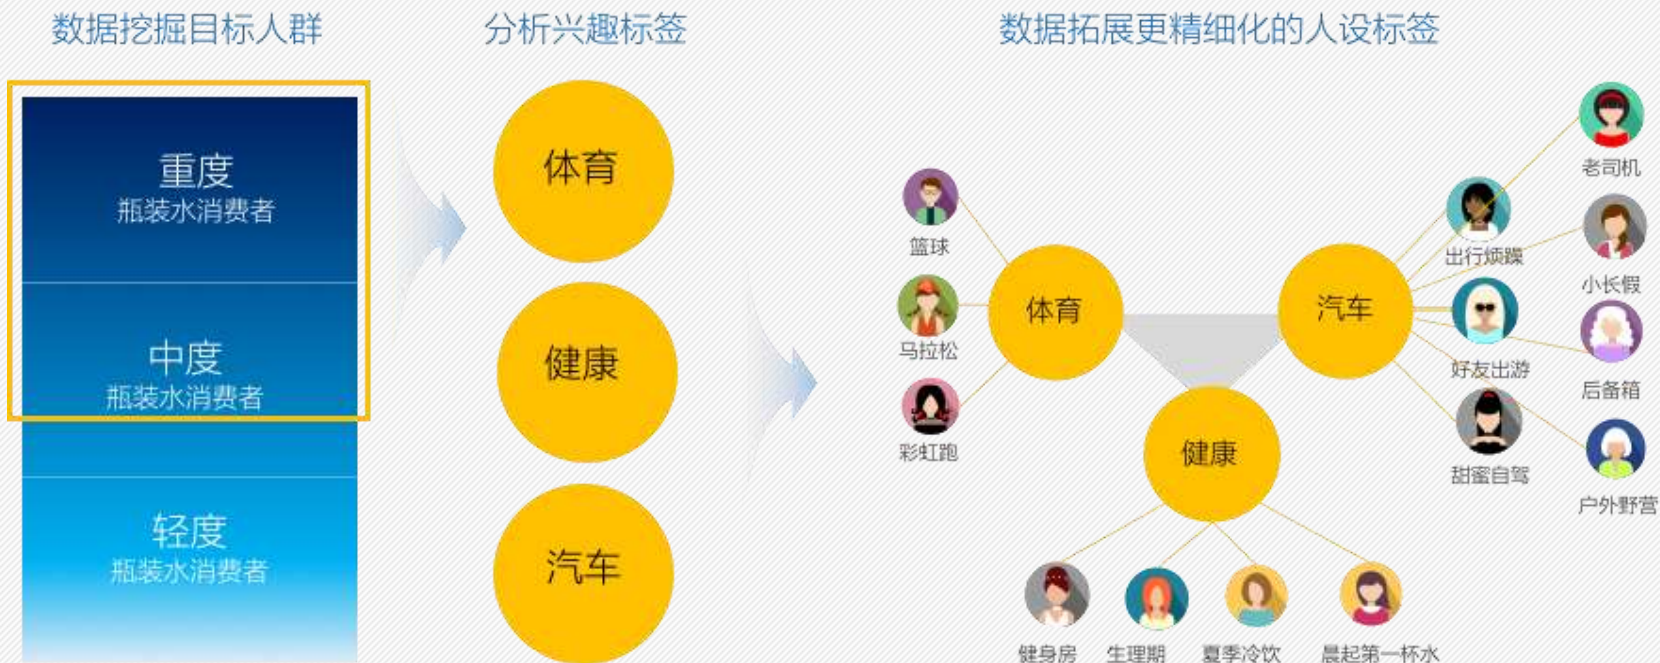 数据挖掘目标人群
分析兴趣标签
数据拓展更精细化的人设标签
重度
瓶装水消费者
中度
瓶装水消费者
轻度
瓶装水消费者
体育
健康
汽车
篮球
马拉松
彩虹跑
体育
汽车
健康
老司机
出行烦躁
小长假
好友出游
后备箱
甜蜜自驾
户外野营
健身房
生理期
夏季冷饮
晨起第一杯水